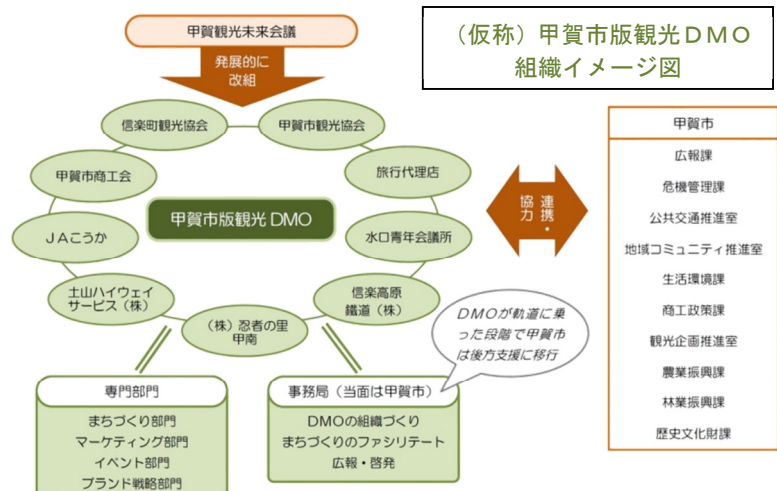 （仮称）甲賀市版観光ＤＭＯ
組織イメージ図
甲賀観光未来会議
発展的に
改組
信楽町観光協会
甲賀市観光協会
甲賀市商工会
旅行代理店
甲賀市版観光 DMO
ＪＡこうか
水口青年会議所
土山ハイウェイ
サービス（株）
信楽高原
鐵道（株）
（株）忍者の里
甲南
連携・
協力
甲賀市
広報課
危機管理課
公共交通推進室
地域コミュニティ推進室
生活環境課
商工政策課
観光企画推進室
農業振興課
林業振興課
歴史文化財課
ＤＭＯが軌道に乗
った段階で甲賀市
は後方支援に移行
専門部門
まちづくり部門
マーケティング部門
イベント部門
ブランド戦略部門
事務局（当面は甲賀市）
DMOの組織づくり
まちづくりのファシリテート
広報・啓発